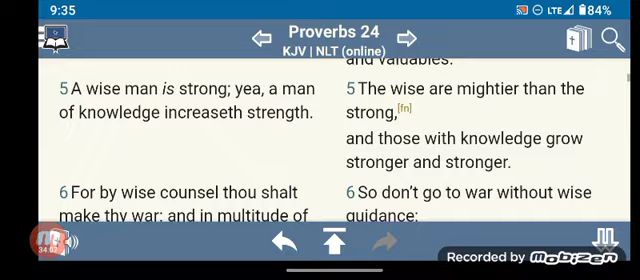 9:35
LTE 84%
Proverbs 24
KJV | NLT (online)
and valuables.
5 A wise man is strong; yea, a man
of knowledge increaseth strength.
5 The wise are mightier than the
strong,[fn]
and those with knowledge grow
stronger and stronger.
6 For by wise counsel thou shalt
make thy war: and in multitude of
6 So don't go to war without wise
guidance;
Recorded by mobizen